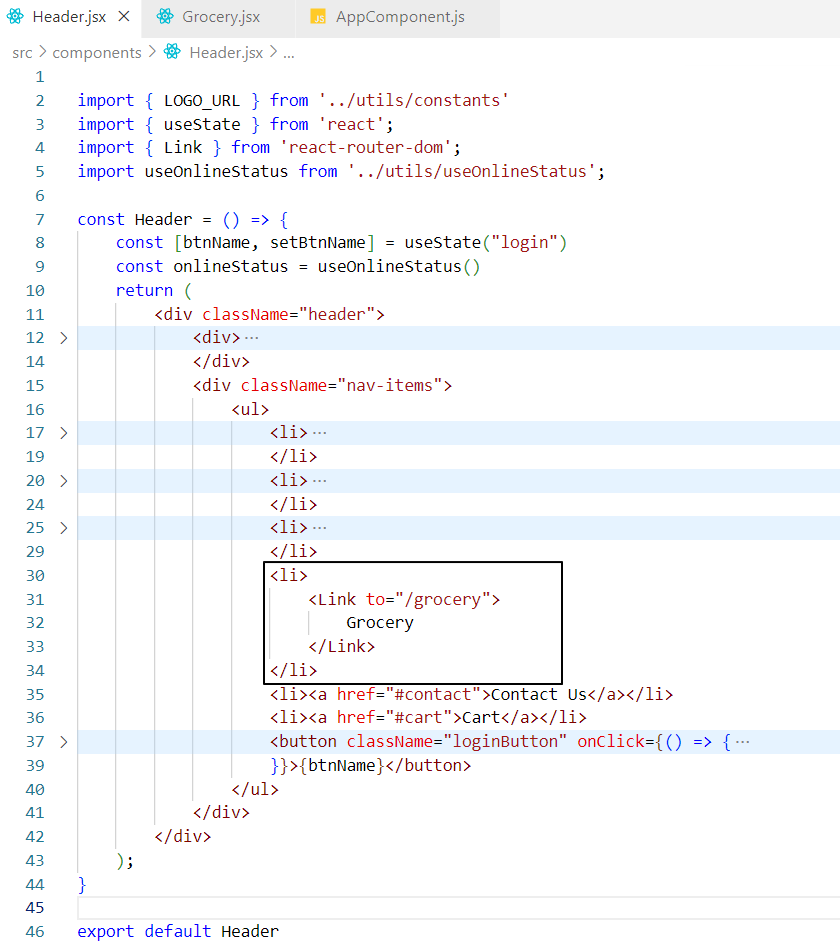 Header.jsx × Grocery.jsx JS AppComponent.js
src > components > Header.jsx > ...
1
2 import { LOGO_URL } from '../utils/constants'
3 import { useState } from 'react';
4 import { Link } from 'react-router-dom';
5 import useOnlineStatus from '../utils/useOnlineStatus';
6
7 const Header = () => {
8 const [btnName, setBtnName] = useState("login")
9 const onlineStatus = useOnlineStatus()
10 return (
11 <div className="header">
12 > <div>···
14 </div>
15 <div className="nav-items">
16 <ul>
17 > <li>···
19 </li>
20 > <li>···
24 </li>
25 > <li>···
29 </li>
30 <li>
31 <Link to="/grocery">
32 Grocery
33 </Link>
34 </li>
35 <li><a href="#contact">Contact Us</a></li>
36 <li><a href="#cart">Cart</a></li>
37 > <button className="loginButton" onClick={() => {···
39 }}>{btnName}</button>
40 </ul>
41 </div>
42 </div>
43 );
44 }
45
46 export default Header